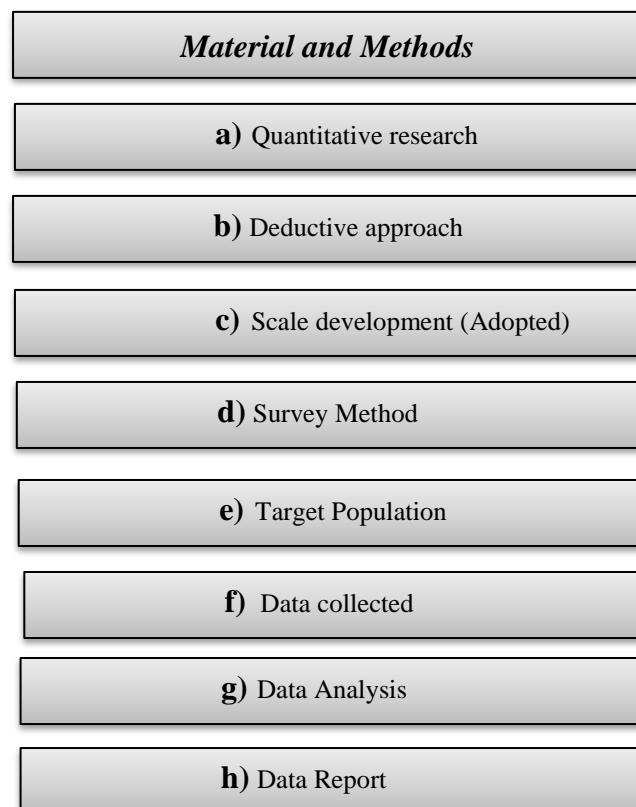 Material and Methods
a) Quantitative research
b) Deductive approach
c) Scale development (Adopted)
d) Survey Method
e) Target Population
f) Data collected
g) Data Analysis
h) Data Report